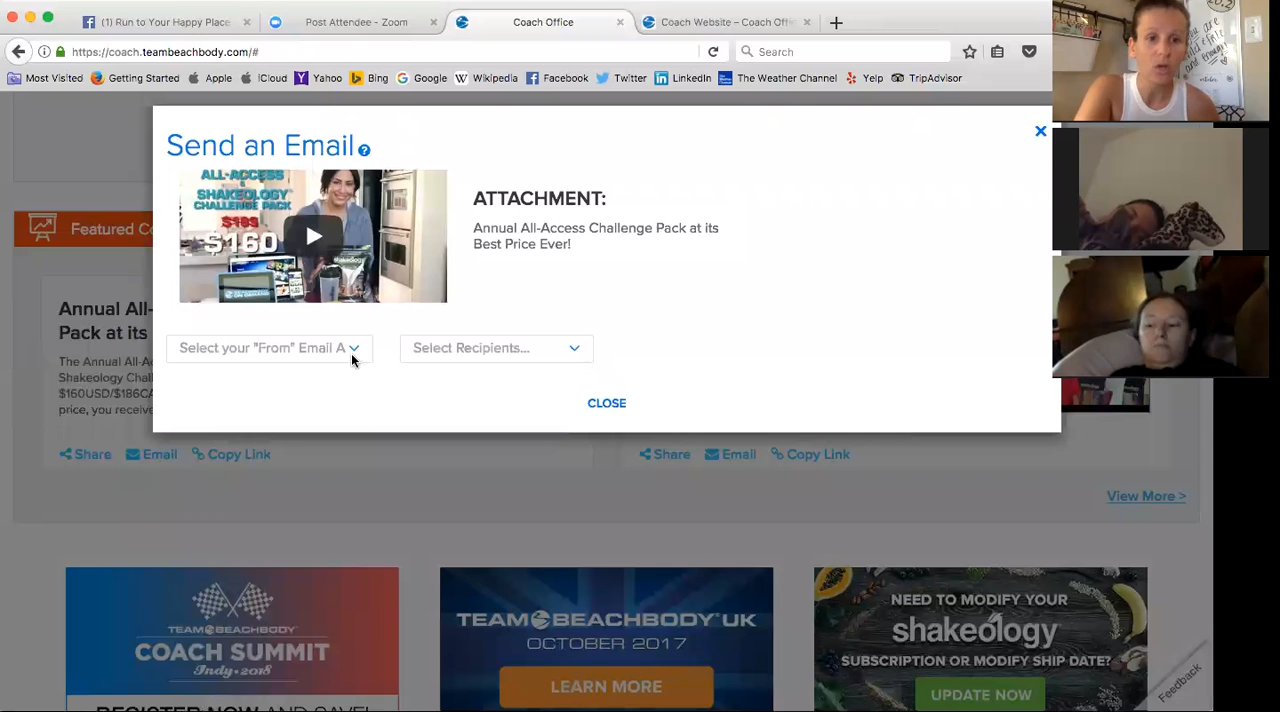 (1) Run to Your Happy Place
Post Attendee - Zoom
Coach Office
Coach Website – Coach Offi
https://coach.teambeachbody.com/#
Search
Most Visited
Getting Started
Apple
iCloud
Yahoo
Bing
Google
Wikipedia
Facebook
Twitter
LinkedIn
The Weather Channel
Yelp
TripAdvisor
Send an Email
ALL-ACCESS
SHAKEOLOGY
CHALLENGE PACK
$160
ATTACHMENT:
Annual All-Access Challenge Pack at its
Best Price Ever!
Select your "From" Email A
Select Recipients...
CLOSE
Featured Co
Annual All-
Pack at its
The Annual All-Ac
Shakeology Chal
$160USD/$186CA
price, you receive
Share
Email
Copy Link
Share
Email
Copy Link
View More >
TEAM BEACHBODY
COACH SUMMIT
Indy • 2018
REGISTER NOW AND SAVE!
TEAM BEACHBODY UK
OCTOBER 2017
LEARN MORE
NEED TO MODIFY YOUR
shakeology
SUBSCRIPTION OR MODIFY SHIP DATE?
UPDATE NOW
Feedback